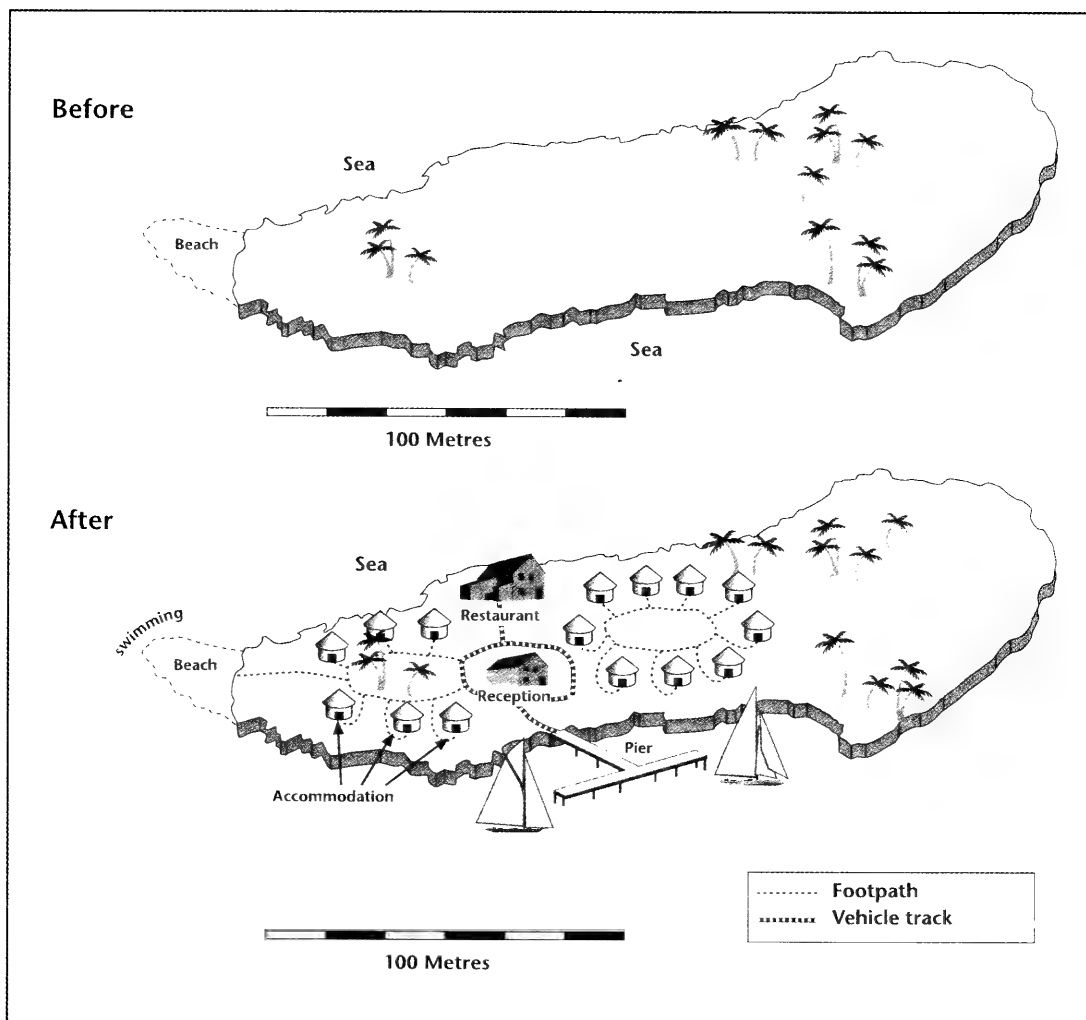 Before
Sea
Beach
Sea
100 Metres
After
Sea
Restaurant
swimming
Beach
Reception
Pier
Accommodation
Footpath
Vehicle track
100 Metres